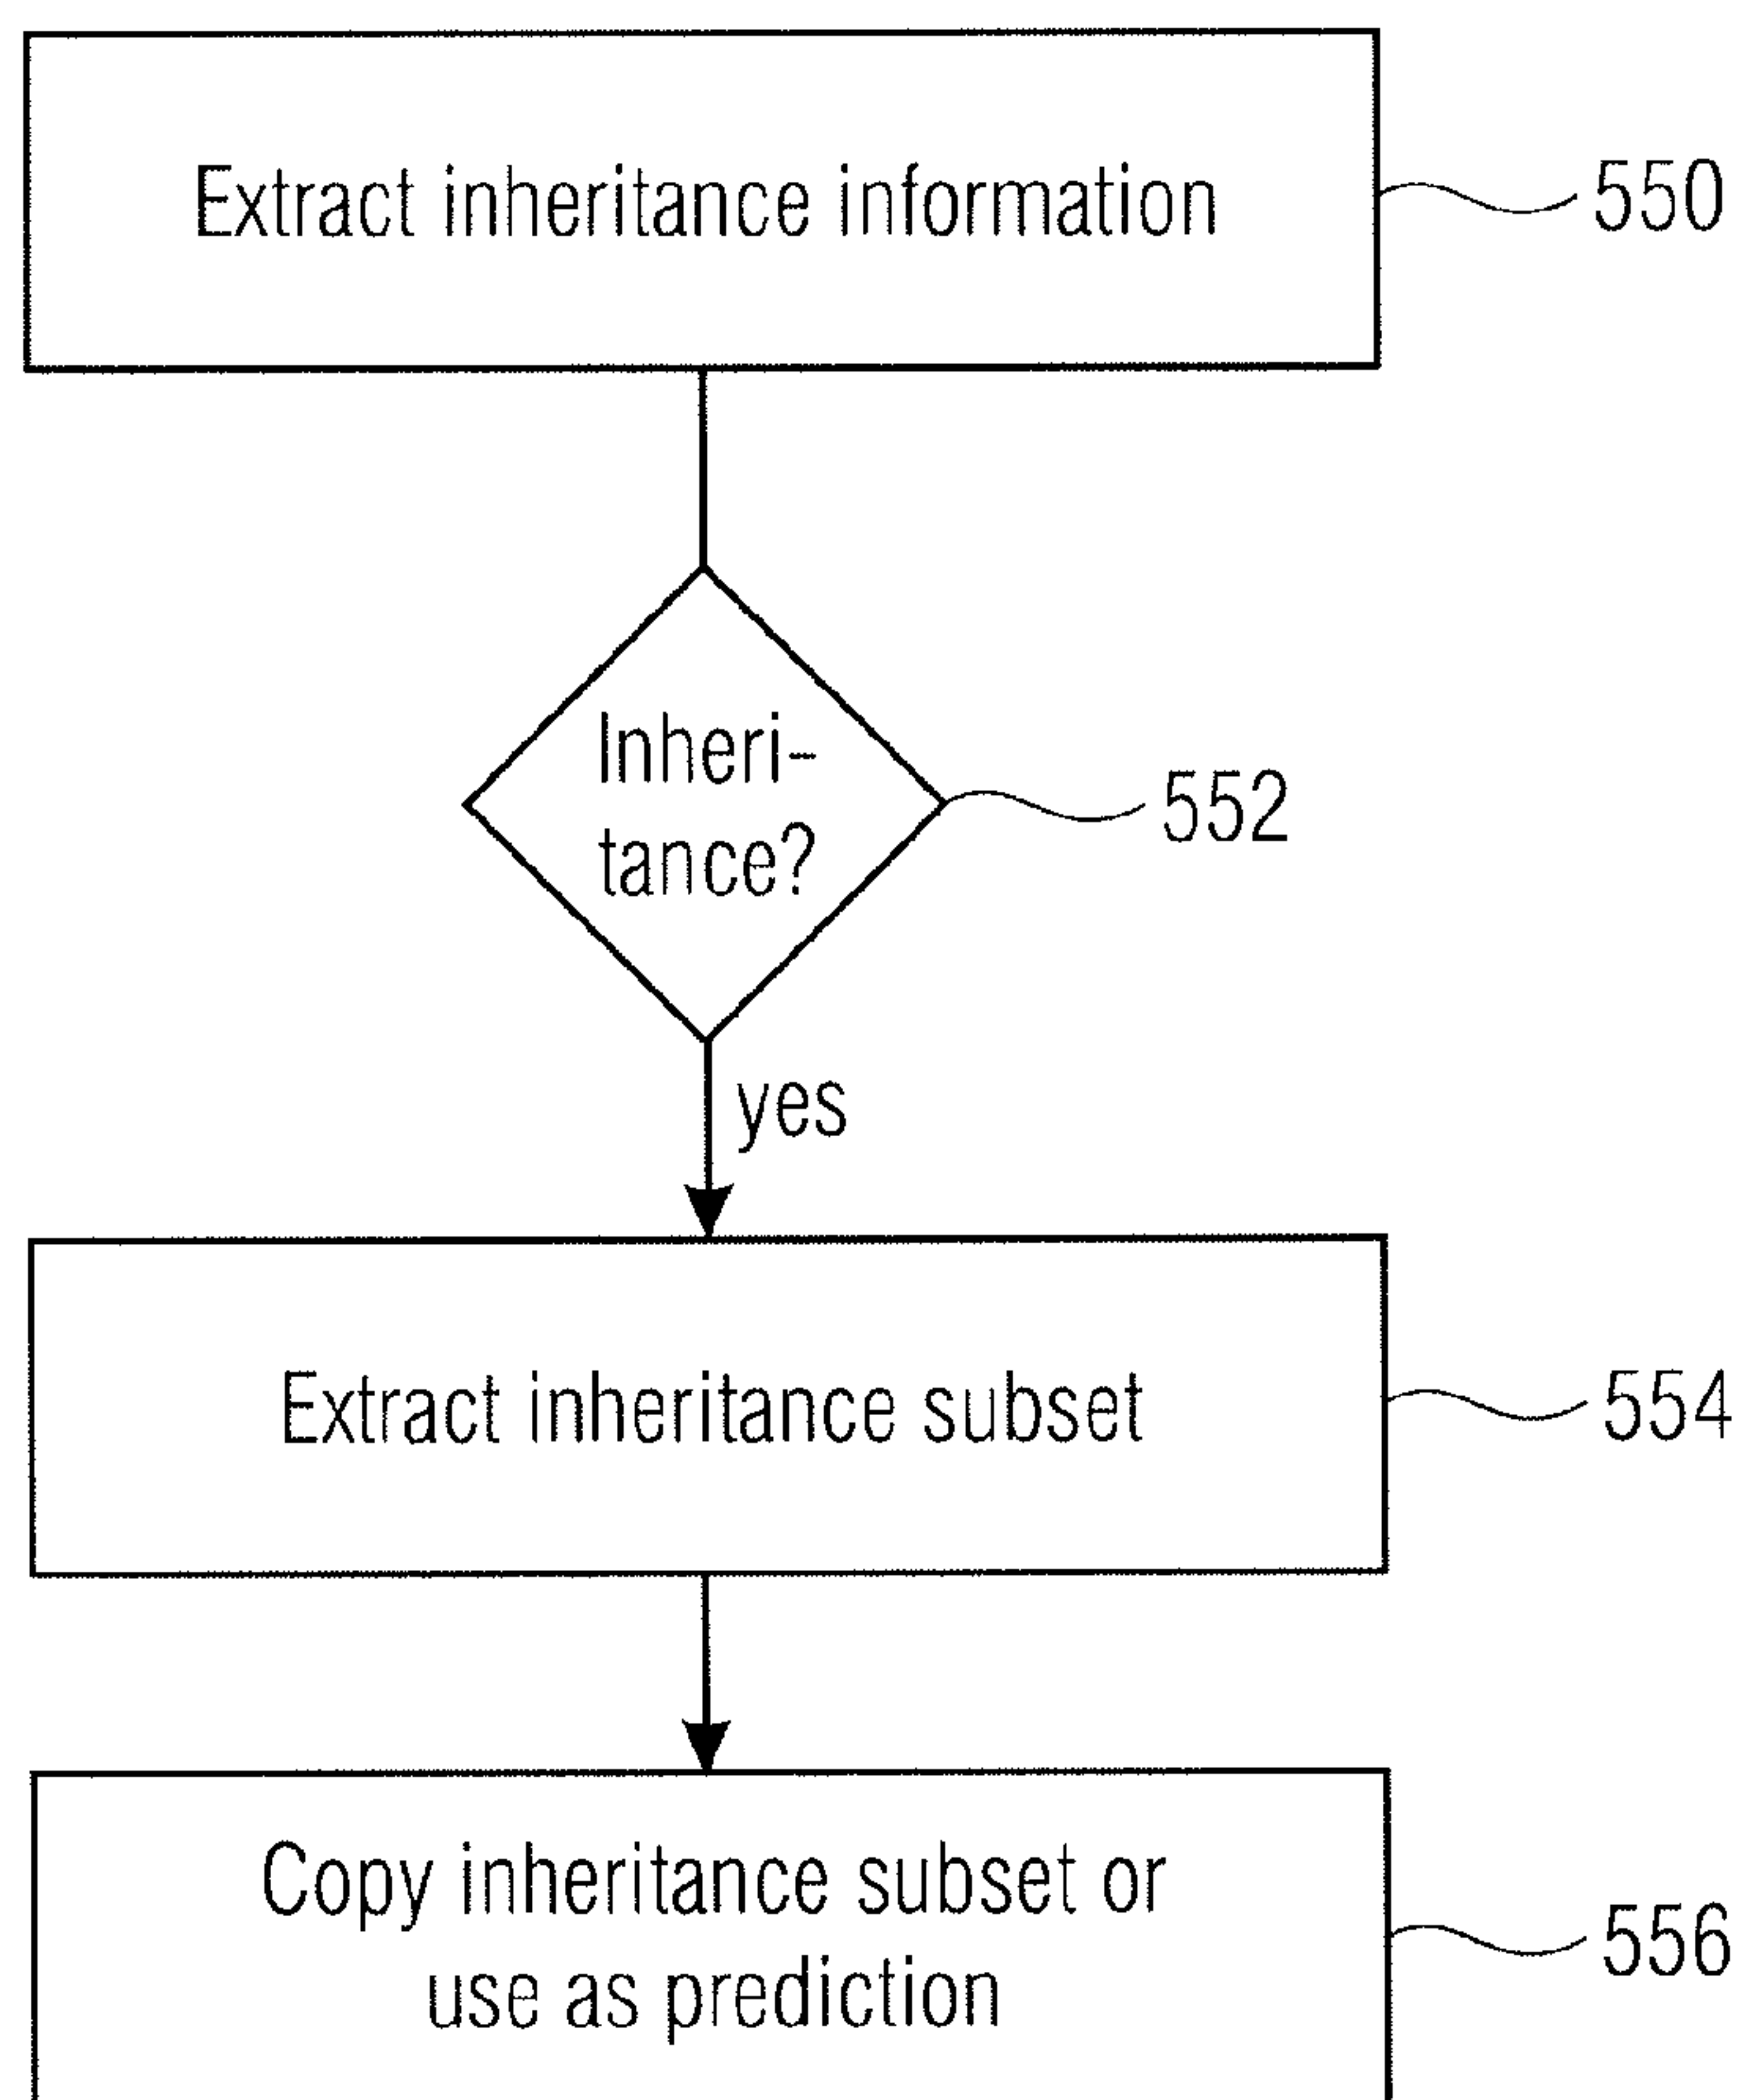 Extract inheritance information
550
Inheri-
tance?
552
yes
Extract inheritance subset
554
Copy inheritance subset or
use as prediction
556